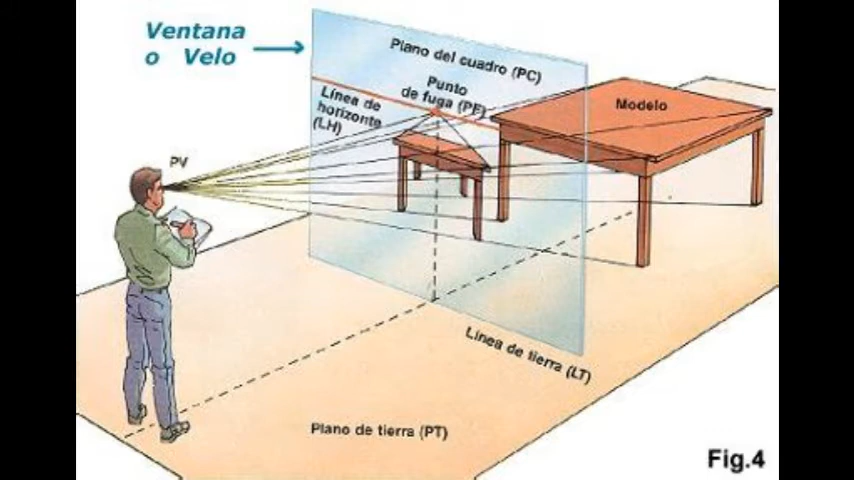 Ventana
o Velo
Plano del cuadro (PC)
Punto
de fuga (PF)
Línea de
horizonte
(LH)
Modelo
PV
Línea de tierra (LT)
Plano de tierra (PT)
Fig.4